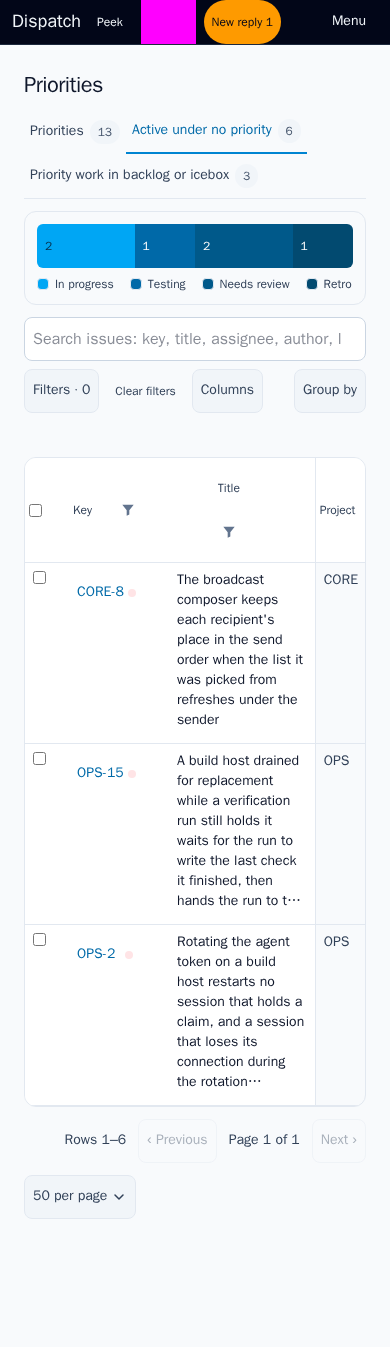 Dispatch Peek New reply 1 Menu
Priorities
Priorities 13 Active under no priority 6
Priority work in backlog or icebox 3
2 1 2 1
In progress Testing Needs review Retro
Search issues: key, title, assignee, author, l
Filters · 0 Clear filters Columns Group by
Title
Key Project
CORE-8 The broadcast CORE
composer keeps
each recipient's
place in the send
order when the list it
was picked from
refreshes under the
sender
OPS-15 A build host drained OPS
for replacement
while a verification
run still holds it
waits for the run to
write the last check
it finished, then
hands the run to t…
OPS-2 Rotating the agent OPS
token on a build
host restarts no
session that holds a
claim, and a session
that loses its
connection during
the rotation…
Rows 1–6 ‹ Previous Page 1 of 1 Next ›
50 per page